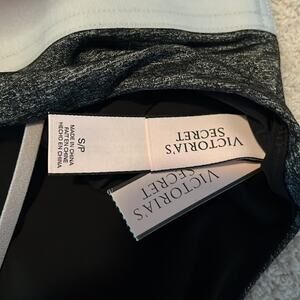 VICTORIA'S
SECRET
S/P
MADE IN CHINA
FAIT EN CHINE
HECHO EN CHINA
VICTORIA'S
SECRET